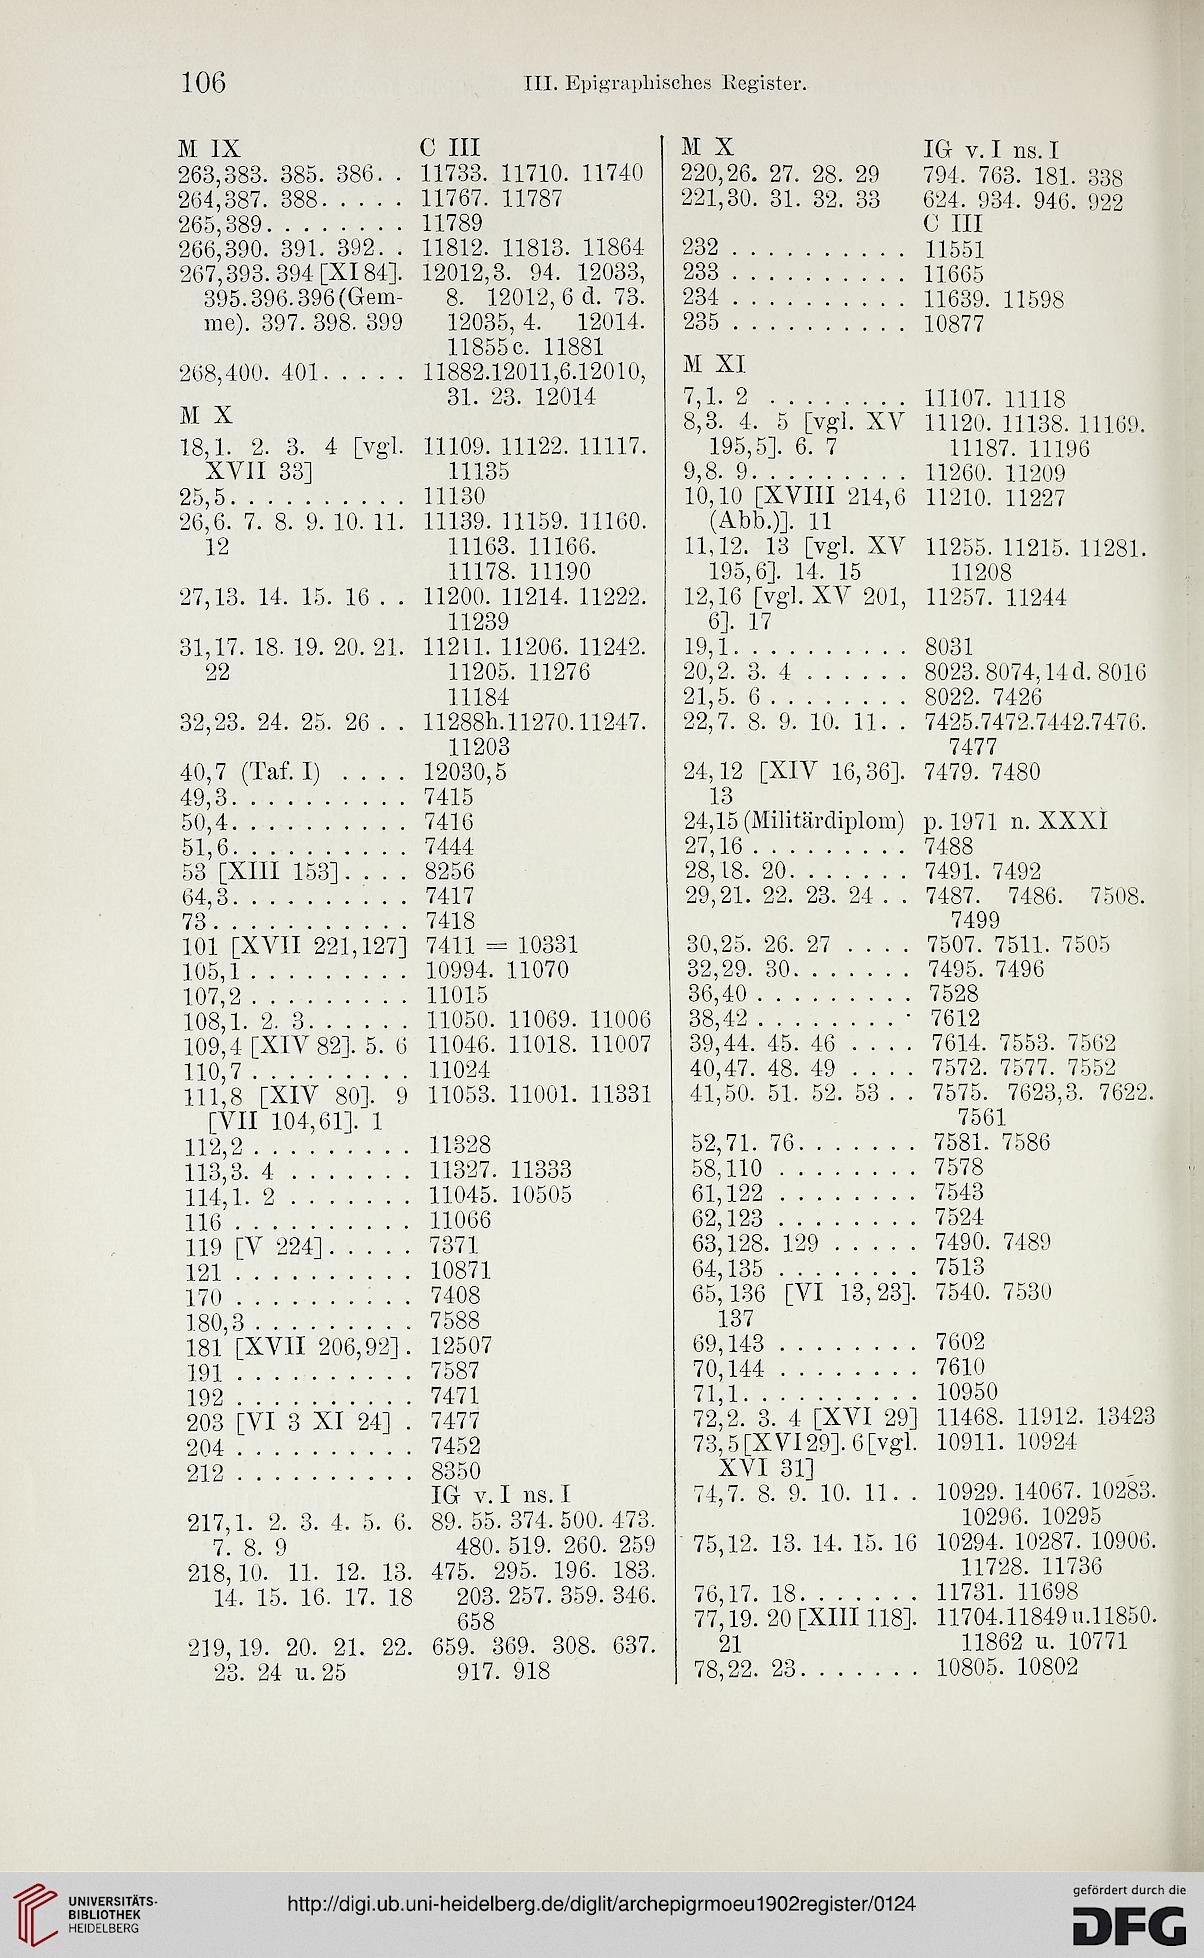 106
III. Epigraphisches Register.
M IX C III
263,383. 385. 386. . 11733. 11710. 11740
264,387. 388. . . . . 11767. 11787
265,389. . . . . . . . 11789
266,390. 391. 392. . 11812. 11813. 11864
267,393. 394 [XI 84]. 12012,3. 94. 12033,
395. 396. 396 (Gem- 8. 12012, 6 d. 73.
me). 397. 398. 399 12035, 4. 12014.
11855 c. 11881
268,400. 401. . . . . 11882. 12011,6. 12010,
31. 23. 12014
M X
18,1. 2. 3. 4 [vgl. 11109. 11122. 11117.
XVII 33] 11135
25,5. . . . . . . . . . 11130
26,6. 7. 8. 9. 10. 11. 11139. 11159. 11160.
12 11163. 11166.
11178. 11190
27,13. 14. 15. 16 . . 11200. 11214. 11222.
11239
31,17. 18. 19. 20. 21. 11211. 11206. 11242.
22 11205. 11276
11184
32,23. 24. 25. 26 . . 11288h. 11270. 11247.
11203
40,7 (Taf. I) . . . . 12030,5
49,3. . . . . . . . . . 7415
50,4. . . . . . . . . . 7416
51,6. . . . . . . . . . 7444
53 [XIII 153] . . . . 8256
64,3. . . . . . . . . . 7417
73. . . . . . . . . . . 7418
101 [XVII 221,127] 7411 = 10331
105,1 . . . . . . . . . 10994. 11070
107,2 . . . . . . . . . 11015
108,1. 2. 3. . . . . . 11050. 11069. 11006
109,4 [XIV 82]. 5. 6 11046. 11018. 11007
110,7 . . . . . . . . . 11024
111,8 [XIV 80]. 9 11053. 11001. 11331
[VII 104,61]. 1
112,2 . . . . . . . . . 11328
113,3. 4 . . . . . . . 11327. 11333
114,1. 2 . . . . . . . 11045. 10505
116 . . . . . . . . . . 11066
119 [V 224] . . . . . 7371
121 . . . . . . . . . . 10871
170 . . . . . . . . . . 7408
180,3 . . . . . . . . . 7588
181 [XVII 206,92] . 12507
191 . . . . . . . . . . 7587
192 . . . . . . . . . . 7471
203 [VI 3 XI 24] . 7477
204 . . . . . . . . . . 7452
212 . . . . . . . . . . 8350
IG v. I ns. I
217,1. 2. 3. 4. 5. 6. 89. 55. 374. 500. 473.
7. 8. 9 480. 519. 260. 259
218,10. 11. 12. 13. 475. 295. 196. 183.
14. 15. 16. 17. 18 203. 257. 359. 346.
658
219,19. 20. 21. 22. 659. 369. 308. 637.
23. 24 u. 25 917. 918
M X IG v. I ns. I
220,26. 27. 28. 29 794. 763. 181. 338
221,30. 31. 32. 33 624. 934. 946. 922
C III
232 . . . . . . . . . . 11551
233 . . . . . . . . . . 11665
234 . . . . . . . . . . 11639. 11598
235 . . . . . . . . . . 10877
M XI
7,1. 2 . . . . . . . . 11107. 11118
8,3. 4. 5 [vgl. XV 11120. 11138. 11169.
195,5]. 6. 7 11187. 11196
9,8. 9. . . . . . . . . 11260. 11209
10,10 [XVIII 214,6 11210. 11227
(Abb.)]. 11
11,12. 13 [vgl. XV 11255. 11215. 11281.
195,6]. 14. 15 11208
12,16 [vgl. XV 201, 11257. 11244
6]. 17
19,1. . . . . . . . . . 8031
20,2. 3. 4 . . . . . . 8023. 8074,14 d. 8016
21,5. 6 . . . . . . . . 8022. 7426
22,7. 8. 9. 10. 11. . 7425. 7472. 7442. 7476.
7477
24,12 [XIV 16,36]. 7479. 7480
13
24,15 (Militärdiplom) p. 1971 n. XXXI
27,16 . . . . . . . . . 7488
28,18. 20. . . . . . . 7491. 7492
29,21. 22. 23. 24 . . 7487. 7486. 7508.
7499
30,25. 26. 27 . . . . 7507. 7511. 7505
32,29. 30. . . . . . . 7495. 7496
36,40 . . . . . . . . . 7528
38,42 . . . . . . . . . 7612
39,44. 45. 46 . . . . 7614. 7553. 7562
40,47. 48. 49 . . . . 7572. 7577. 7552
41,50. 51. 52. 53 . . 7575. 7623,3. 7622.
7561
52,71. 76. . . . . . . 7581. 7586
58,110 . . . . . . . . 7578
61,122 . . . . . . . . 7543
62,123 . . . . . . . . 7524
63,128. 129 . . . . . 7490. 7489
64,135 . . . . . . . . 7513
65,136 [VI 13,23]. 7540. 7530
137
69,143 . . . . . . . . 7602
70,144 . . . . . . . . 7610
71,1. . . . . . . . . . 10950
72,2. 3. 4 [XVI 29] 11468. 11912. 13423
73,5 [XVI 29]. 6 [vgl. 10911. 10924
XVI 31]
74,7. 8. 9. 10. 11. . 10929. 14067. 10283.
10296. 10295
75,12. 13. 14. 15. 16 10294. 10287. 10906.
11728. 11736
76,17. 18. . . . . . . 11731. 11698
77,19. 20 [XIII 118]. 11704. 11849 u. 11850.
21 11862 u. 10771
78,22. 23. . . . . . . 10805. 10802
UNIVERSITÄTS-
BIBLIOTHEK
HEIDELBERG
http://digi.ub.uni-heidelberg.de/diglit/archepigrmoeu1902register/0124
gefördert durch die
DFG